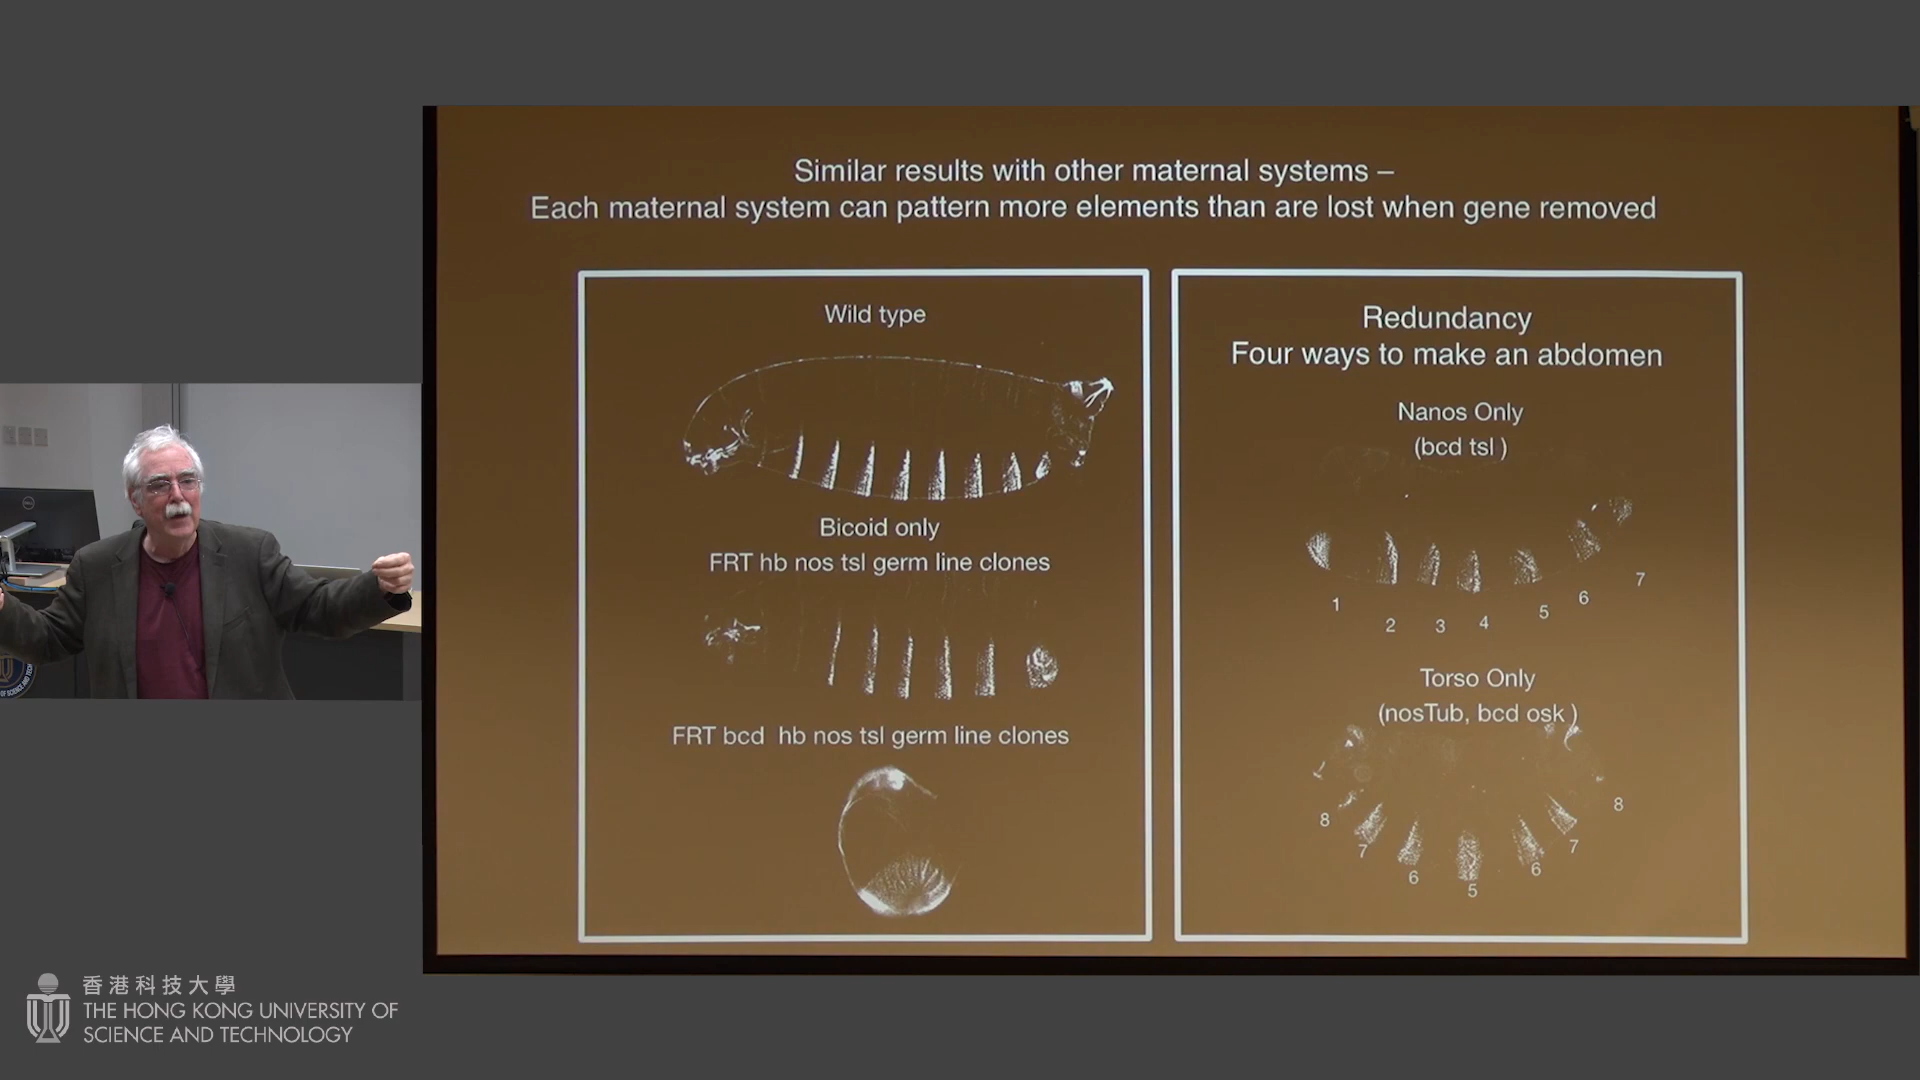 Similar results with other maternal systems –
Each maternal system can pattern more elements than are lost when gene removed
Wild type
Bicoid only
FRT hb nos tsl germ line clones
FRT bcd hb nos tsl germ line clones
Redundancy
Four ways to make an abdomen
Nanos Only
(bcd tsl )
1
2
3
4
5
6
7
Torso Only
(nosTub, bcd osk )
8
7
6
5
6
7
8
DELL
香港科技大學
THE HONG KONG UNIVERSITY OF
SCIENCE AND TECHNOLOGY